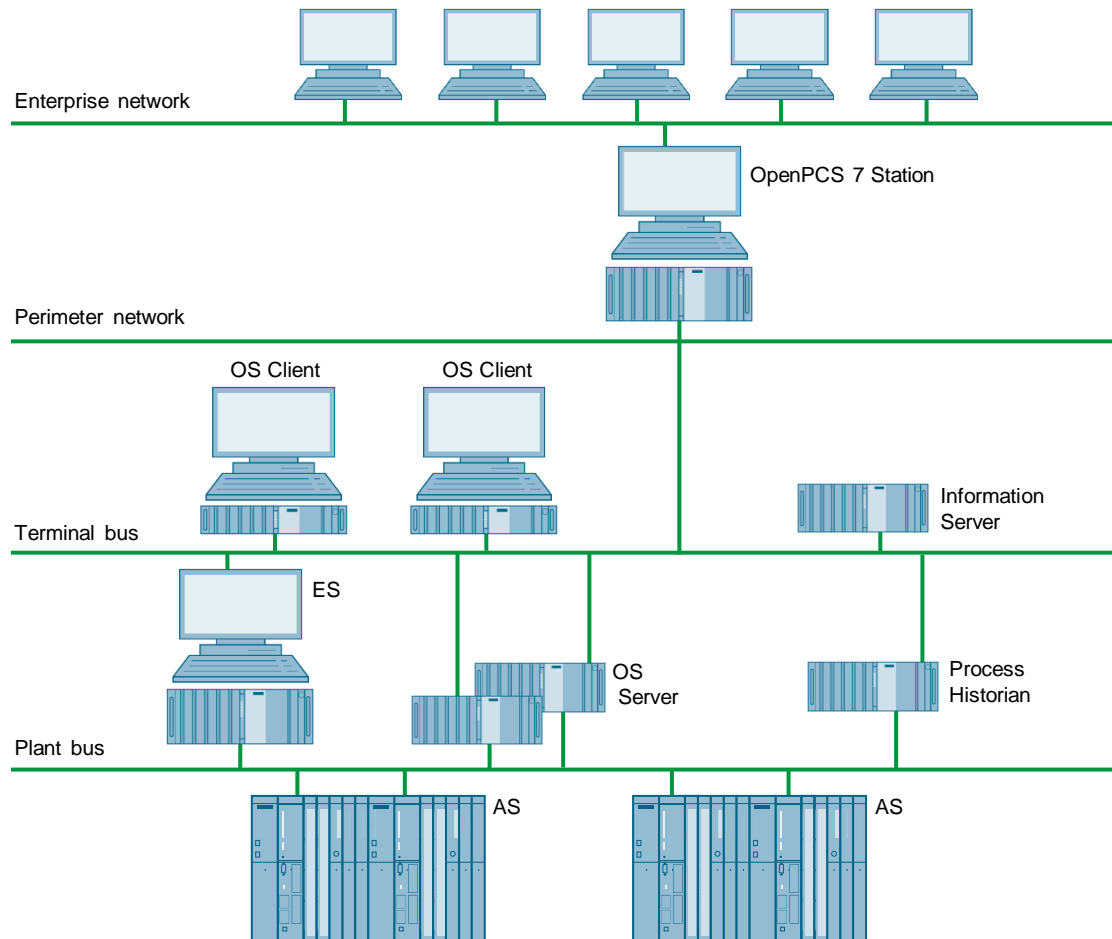 Enterprise network
OpenPCS 7 Station
Perimeter network
OS Client
OS Client
Information
Server
Terminal bus
ES
OS
Server
Process
Historian
Plant bus
AS
AS